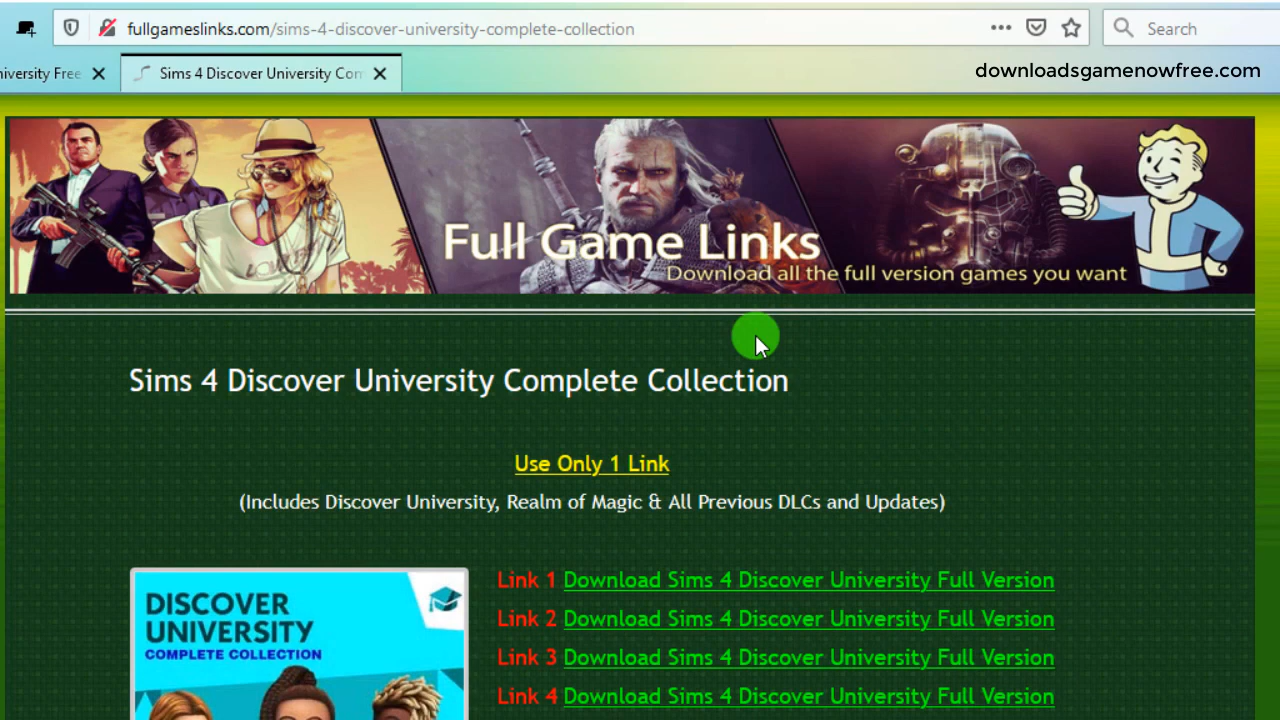 fullgameslinks.com/sims-4-discover-university-complete-collection
Search
niversity Free
Sims 4 Discover University Con
downloadsgamenowfree.com
Full Game Links
Download all the full version games you want
Sims 4 Discover University Complete Collection
Use Only 1 Link
(Includes Discover University, Realm of Magic & All Previous DLCs and Updates)
DISCOVER
UNIVERSITY
COMPLETE COLLECTION
Link 1 Download Sims 4 Discover University Full Version
Link 2 Download Sims 4 Discover University Full Version
Link 3 Download Sims 4 Discover University Full Version
Link 4 Download Sims 4 Discover University Full Version